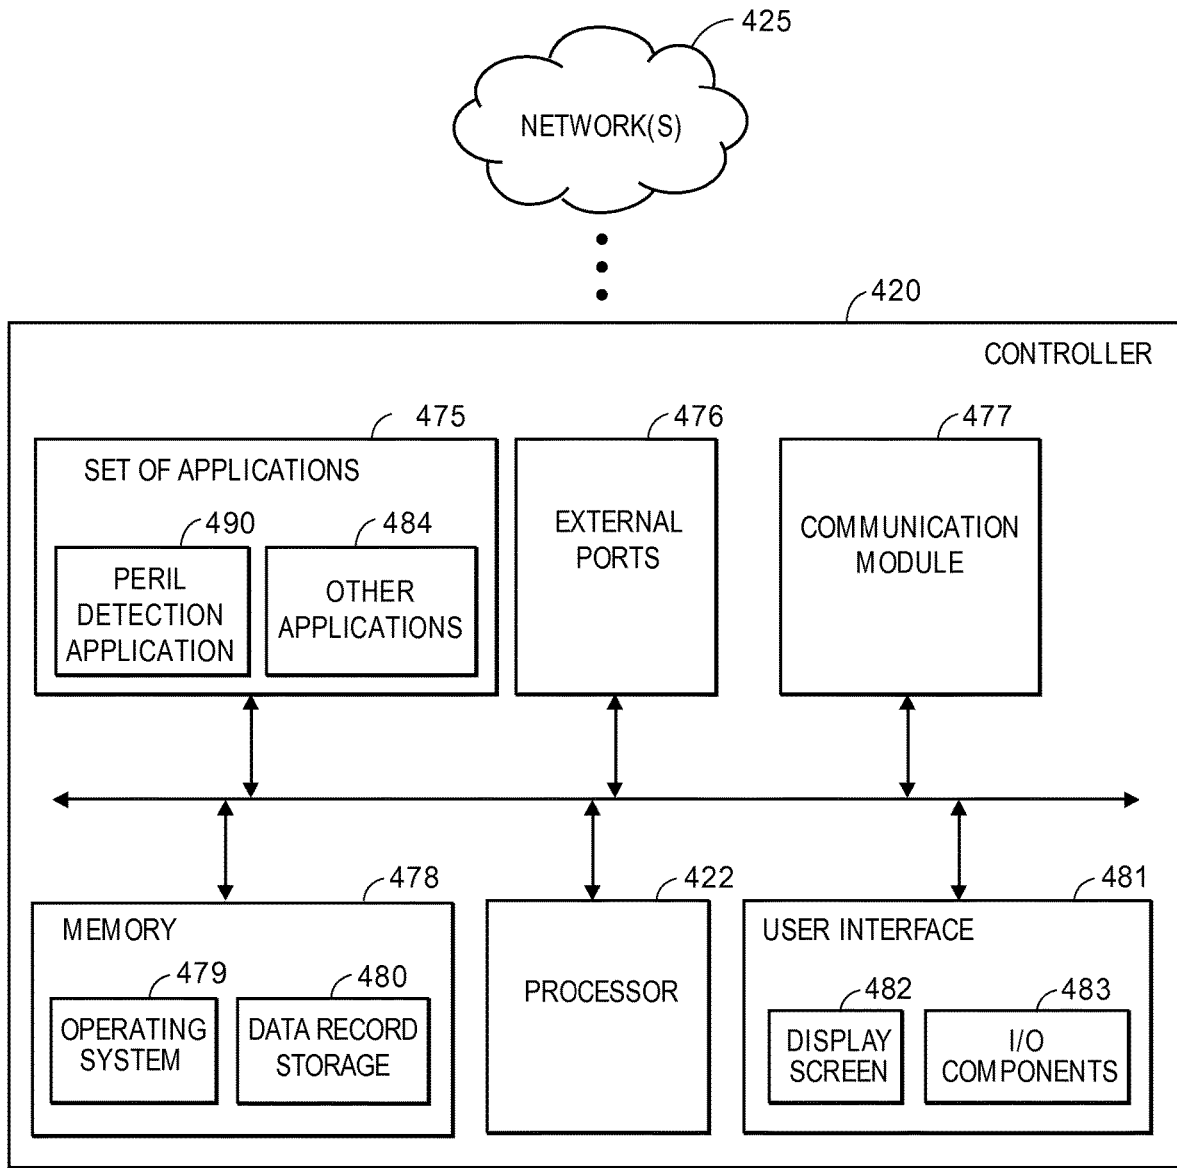 425
NETWORK(S)
420
CONTROLLER
475
476
477
SET OF APPLICATIONS
490
484
PERIL
DETECTION
APPLICATION
OTHER
APPLICATIONS
EXTERNAL
PORTS
COMMUNICATION
MODULE
478
422
481
MEMORY
479
480
OPERATING
SYSTEM
DATA RECORD
STORAGE
PROCESSOR
USER INTERFACE
482
483
DISPLAY
SCREEN
I/O
COMPONENTS